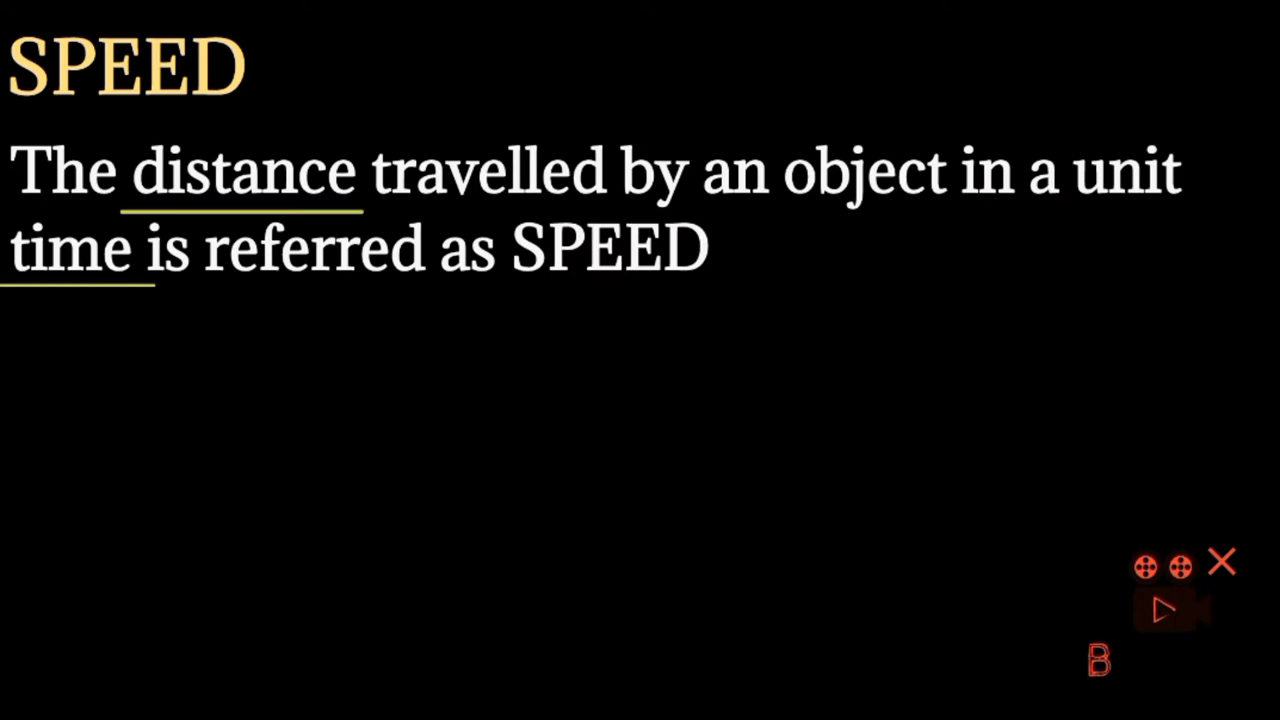 SPEED
The distance travelled by an object in a unit
time is referred as SPEED
B